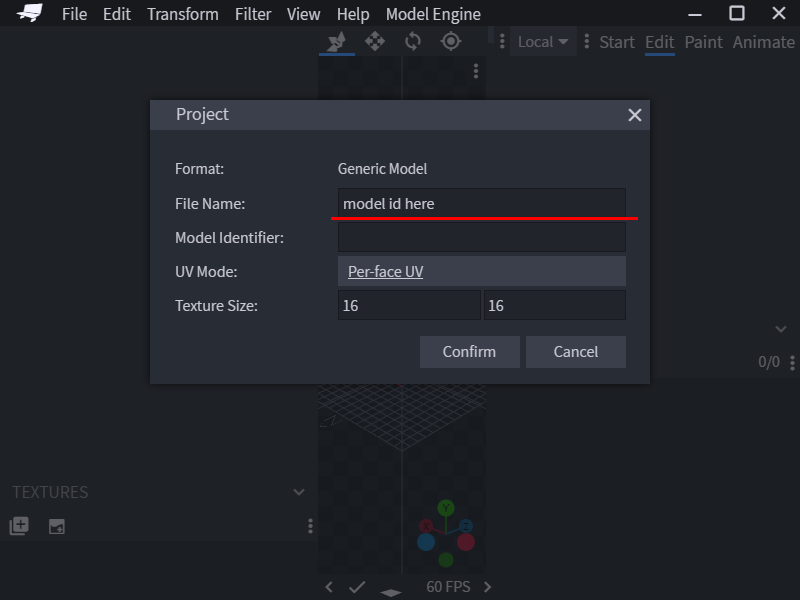 File Edit Transform Filter View Help Model Engine
Local Start Edit Paint Animate
Project
Format: Generic Model
File Name: model id here
Model Identifier:
UV Mode: Per-face UV
Texture Size: 16 16
Confirm Cancel
0/0
TEXTURES
Y
60 FPS